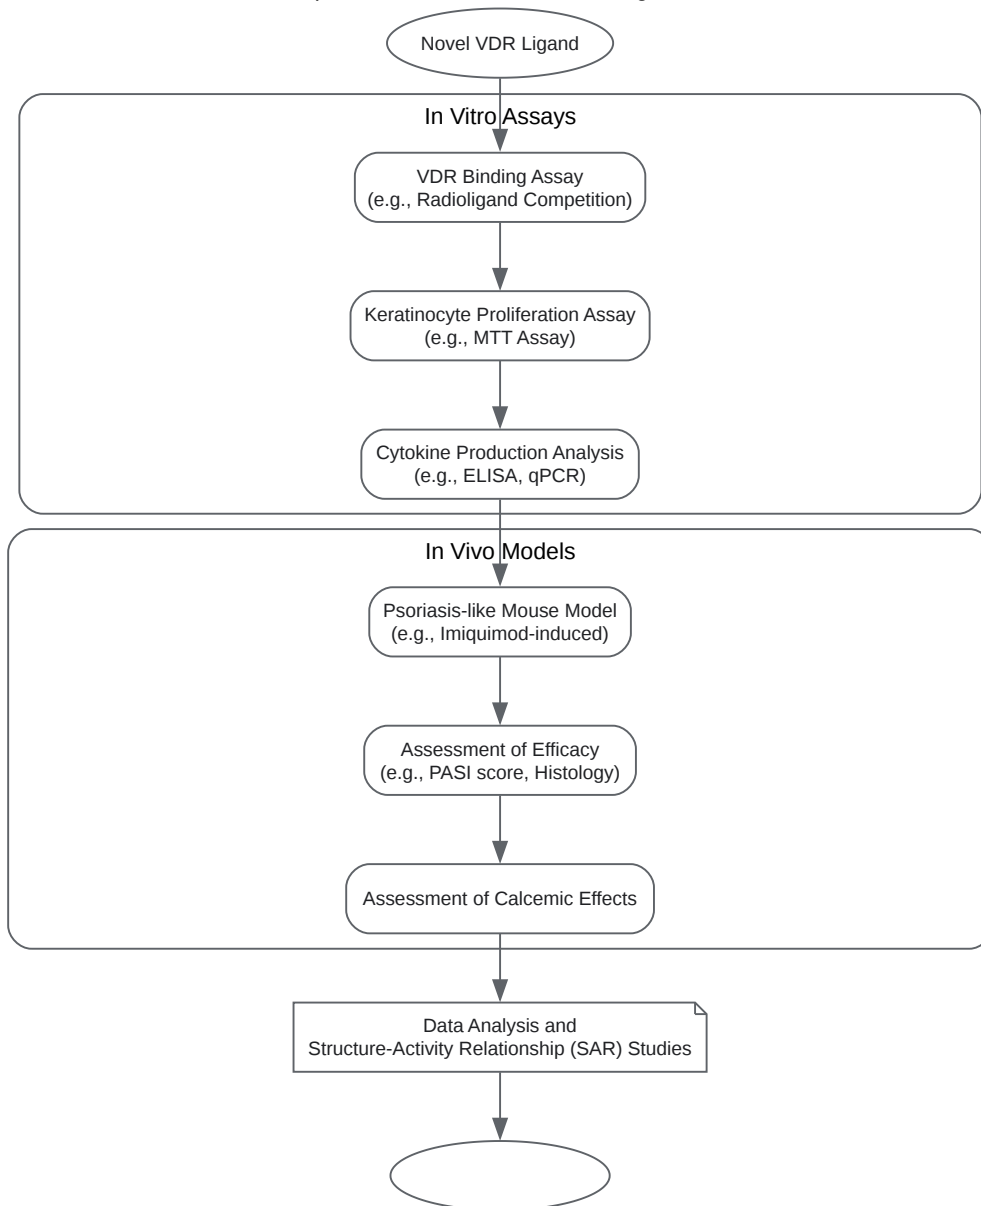 Novel VDR Ligand
In Vitro Assays
VDR Binding Assay
(e.g., Radioligand Competition)
Keratinocyte Proliferation Assay
(e.g., MTT Assay)
Cytokine Production Analysis
(e.g., ELISA, qPCR)
In Vivo Models
Psoriasis-like Mouse Model
(e.g., Imiquimod-induced)
Assessment of Efficacy
(e.g., PASI score, Histology)
Assessment of Calcemic Effects
Data Analysis and
Structure-Activity Relationship (SAR) Studies